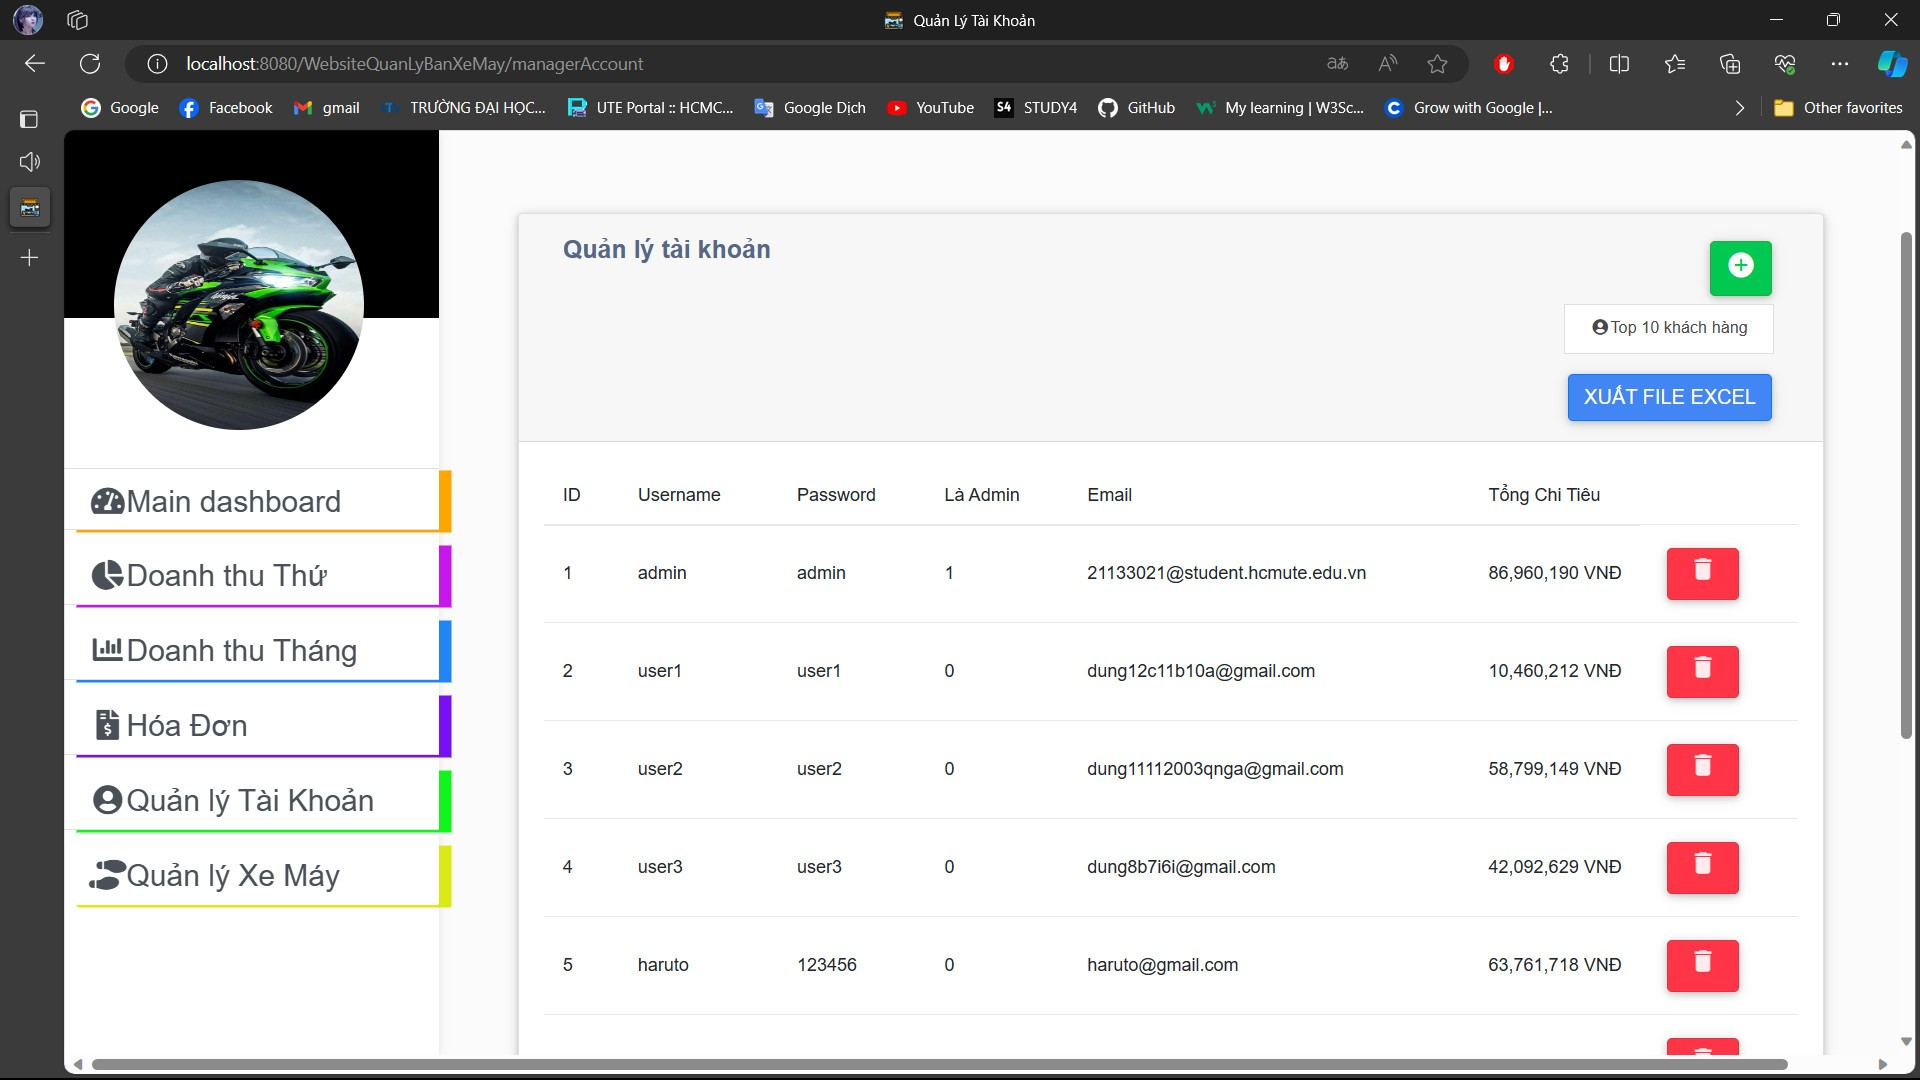 Quản Lý Tài Khoản
localhost:8080/WebsiteQuanLyBanXeMay/managerAccount
Google Facebook gmail TRƯỜNG ĐẠI HỌC... UTE Portal :: HCMC... Google Dịch YouTube STUDY4 GitHub My learning | W3Sc... Grow with Google |... Other favorites
Quản lý tài khoản
Top 10 khách hàng
XUẤT FILE EXCEL
Main dashboard
Doanh thu Thứ
Doanh thu Tháng
Hóa Đơn
Quản lý Tài Khoản
Quản lý Xe Máy
ID Username Password Là Admin Email Tổng Chi Tiêu
1 admin admin 1 21133021@student.hcmute.edu.vn 86,960,190 VNĐ
2 user1 user1 0 dung12c11b10a@gmail.com 10,460,212 VNĐ
3 user2 user2 0 dung11112003qnga@gmail.com 58,799,149 VNĐ
4 user3 user3 0 dung8b7i6i@gmail.com 42,092,629 VNĐ
5 haruto 123456 0 haruto@gmail.com 63,761,718 VNĐ